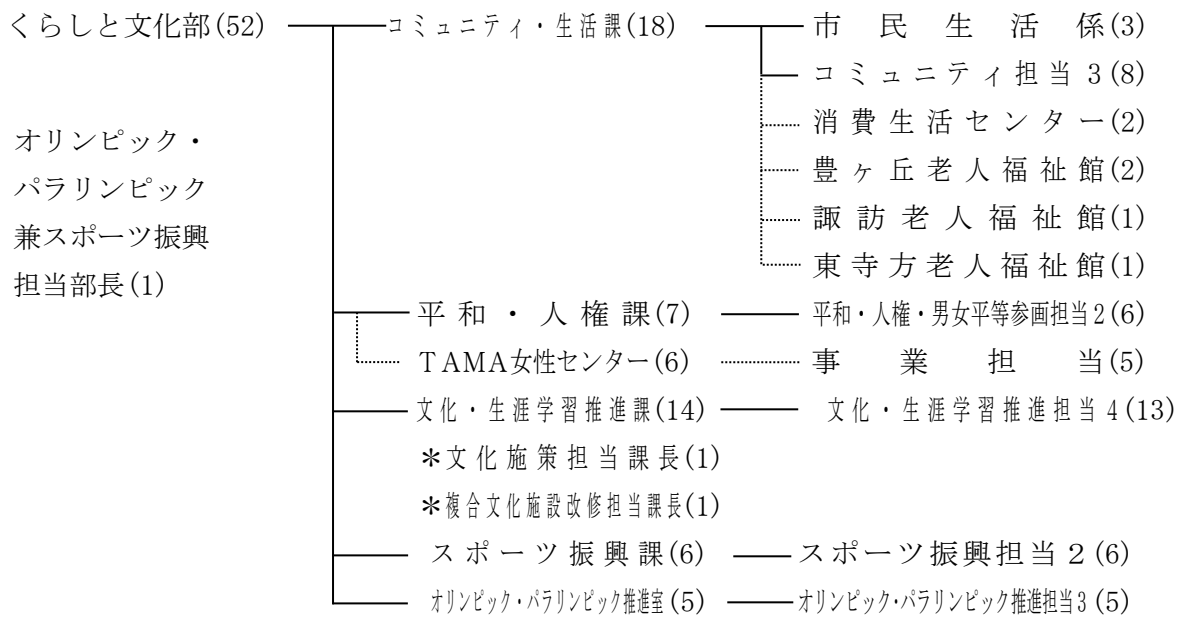 くらしと文化部(52) コミュニティ・生活課(18) 市民生活係(3)
コミュニティ担当3(8)
消費生活センター(2)
豊ヶ丘老人福祉館(2)
諏訪老人福祉館(1)
東寺方老人福祉館(1)
オリンピック・
パラリンピック
兼スポーツ振興
担当部長(1)
平和・人権課(7) 平和・人権・男女平等参画担当2(6)
TAMA女性センター(6) 事業担当(5)
文化・生涯学習推進課(14) 文化・生涯学習推進担当4(13)
*文化施策担当課長(1)
*複合文化施設改修担当課長(1)
スポーツ振興課(6) スポーツ振興担当2(6)
オリンピック・パラリンピック推進室(5) オリンピック・パラリンピック推進担当3(5)